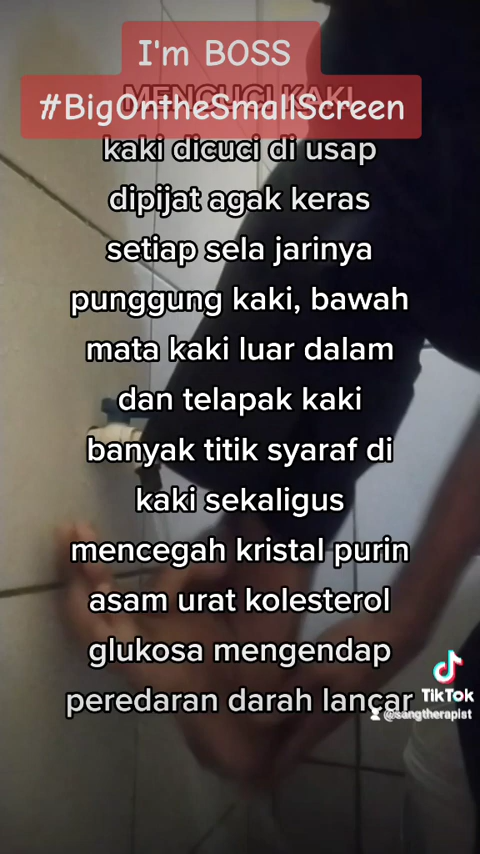 I'm BOSS
#BigOntheSmallScreen
MENCUCI KAKI
kaki dicuci di usap
dipijat agak keras
setiap sela jarinya
punggung kaki, bawah
mata kaki luar dalam
dan telapak kaki
banyak titik syaraf di
kaki sekaligus
mencegah kristal purin
asam urat kolesterol
glukosa mengendap
peredaran darah lancar
TikTok
@sangtherapist